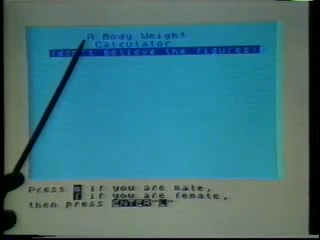 A Body Weight
Calculator
(don't believe the figures!)
Press m if you are male,
f if you are female,
then press ENTER "L"